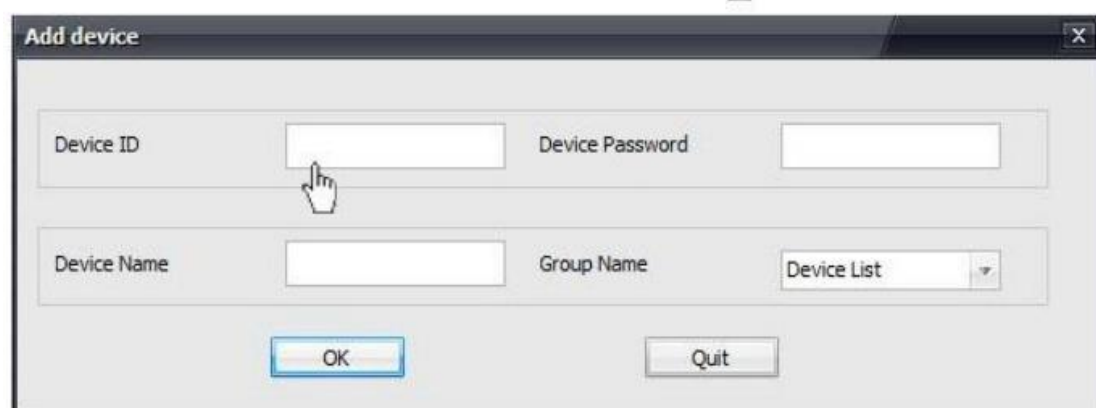 Add device
X
Device ID
Device Password
Device Name
Group Name
Device List
OK
Quit